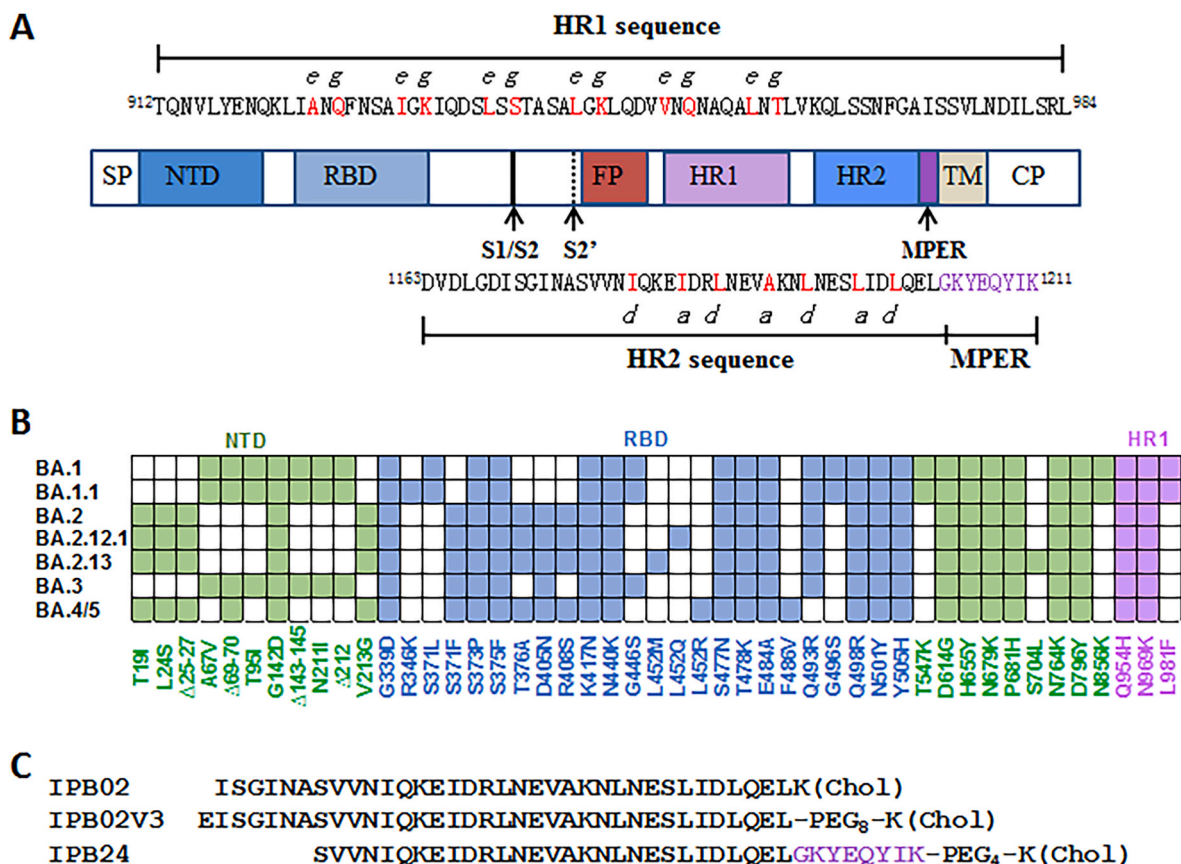 A
HR1 sequence
e g e g e g e g e g e g
912TQNVLYENQKLIANQFNSAIGKIQDSLSSTASALGKLQDVVNQNAQALNTLVKQLSSNFGAISSVLNDILSRL984
SP NTD RBD FP HR1 HR2 TM CP
S1/S2 S2’ MPER
1163DVDLGDISGINASVVNIQKEIDRLNEVAKNLNESLIDLQELGKYEQYIK1211
d a d a d a d
HR2 sequence MPER
B
NTD RBD HR1
BA.1
BA.1.1
BA.2
BA.2.12.1
BA.2.13
BA.3
BA.4/5
T19I L24S Δ25-27 A67V Δ69-70 T95I G142D Δ143-145 N211I Δ212 V213G G339D R346K S371L S371F S373P S375F T376A D405N R408S K417N N440K G446S L452M L452Q L452R S477N T478K E484A F486V Q493R G496S Q498R N501Y Y505H T547K D614G H655Y N679K P681H S704L N764K D796Y N856K Q954H N969K L981F
C
IPB02 ISGINASVVNIQKEIDRLNEVAKNLNESLIDLQELK(Chol)
IPB02V3 EISGINASVVNIQKEIDRLNEVAKNLNESLIDLQEL-PEG8-K(Chol)
IPB24 SVVNIQKEIDRLNEVAKNLNESLIDLQELGKYEQYIK-PEG4-K(Chol)